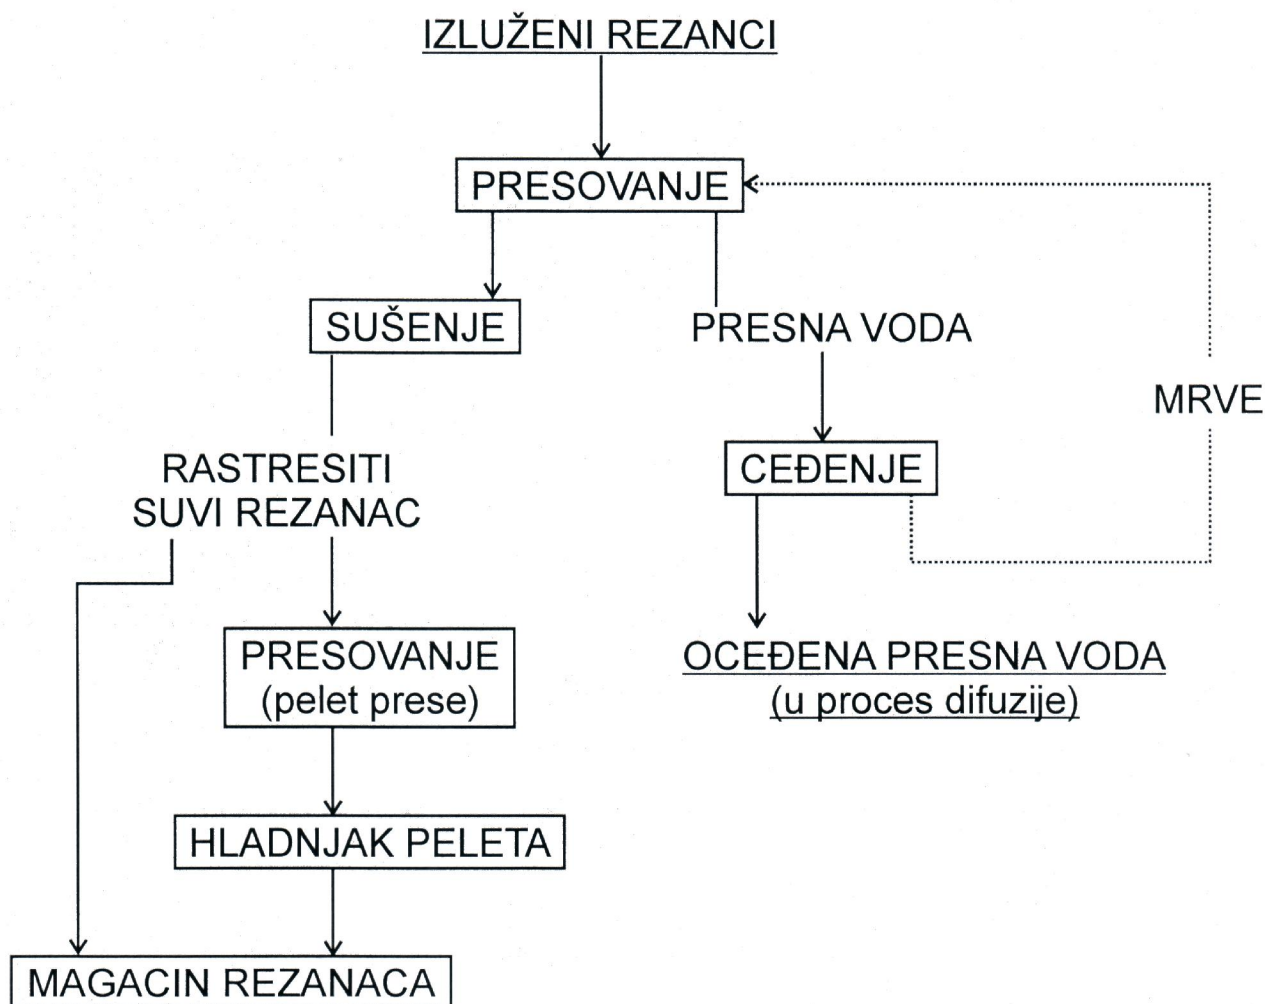 IZLUŽENI REZANCI
PRESOVANJE
SUŠENJE
PRESNA VODA
MRVE
RASTRESITI
SUVI REZANAC
CEĐENJE
PRESOVANJE
(pelet prese)
OCEĐENA PRESNA VODA
(u proces difuzije)
HLADNJAK PELETA
MAGACIN REZANACA